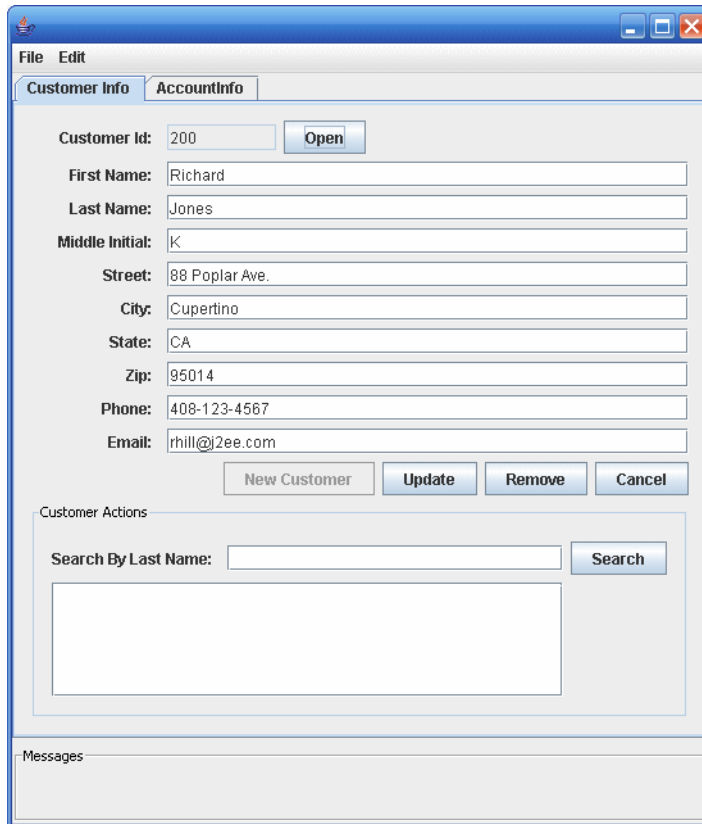 File Edit
Customer Info AccountInfo
Customer Id: 200 Open
First Name: Richard
Last Name: Jones
Middle Initial: K
Street: 88 Poplar Ave.
City: Cupertino
State: CA
Zip: 95014
Phone: 408-123-4567
Email: rhill@j2ee.com
New Customer Update Remove Cancel
Customer Actions
Search By Last Name: Search
Messages